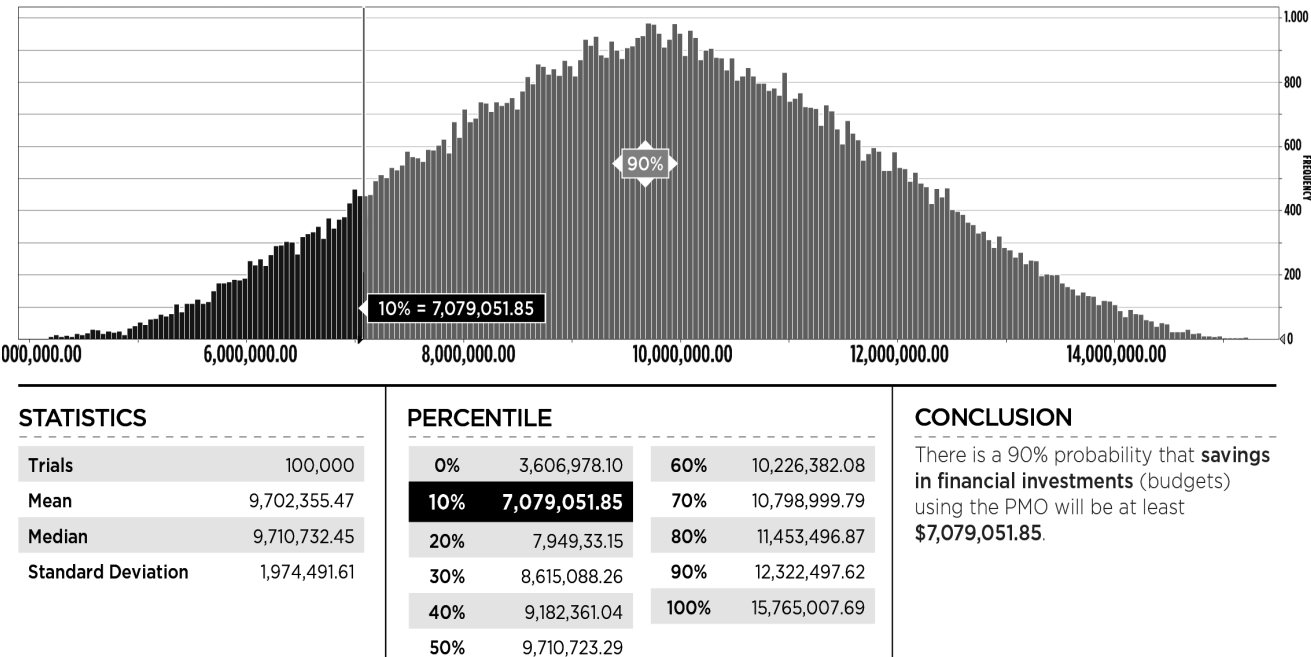 1.000
800
600
400
200
0
FREQUENCY
90%
10% = 7,079,051.85
000,000.00
6,000,000.00
8,000,000.00
10,000,000.00
12,000,000.00
14,000,000.00
STATISTICS
Trials 100,000
Mean 9,702,355.47
Median 9,710,732.45
Standard Deviation 1,974,491.61
PERCENTILE
0% 3,606,978.10
10% 7,079,051.85
20% 7,949,33.15
30% 8,615,088.26
40% 9,182,361.04
50% 9,710,723.29
60% 10,226,382.08
70% 10,798,999.79
80% 11,453,496.87
90% 12,322,497.62
100% 15,765,007.69
CONCLUSION
There is a 90% probability that savings
in financial investments (budgets)
using the PMO will be at least
$7,079,051.85.